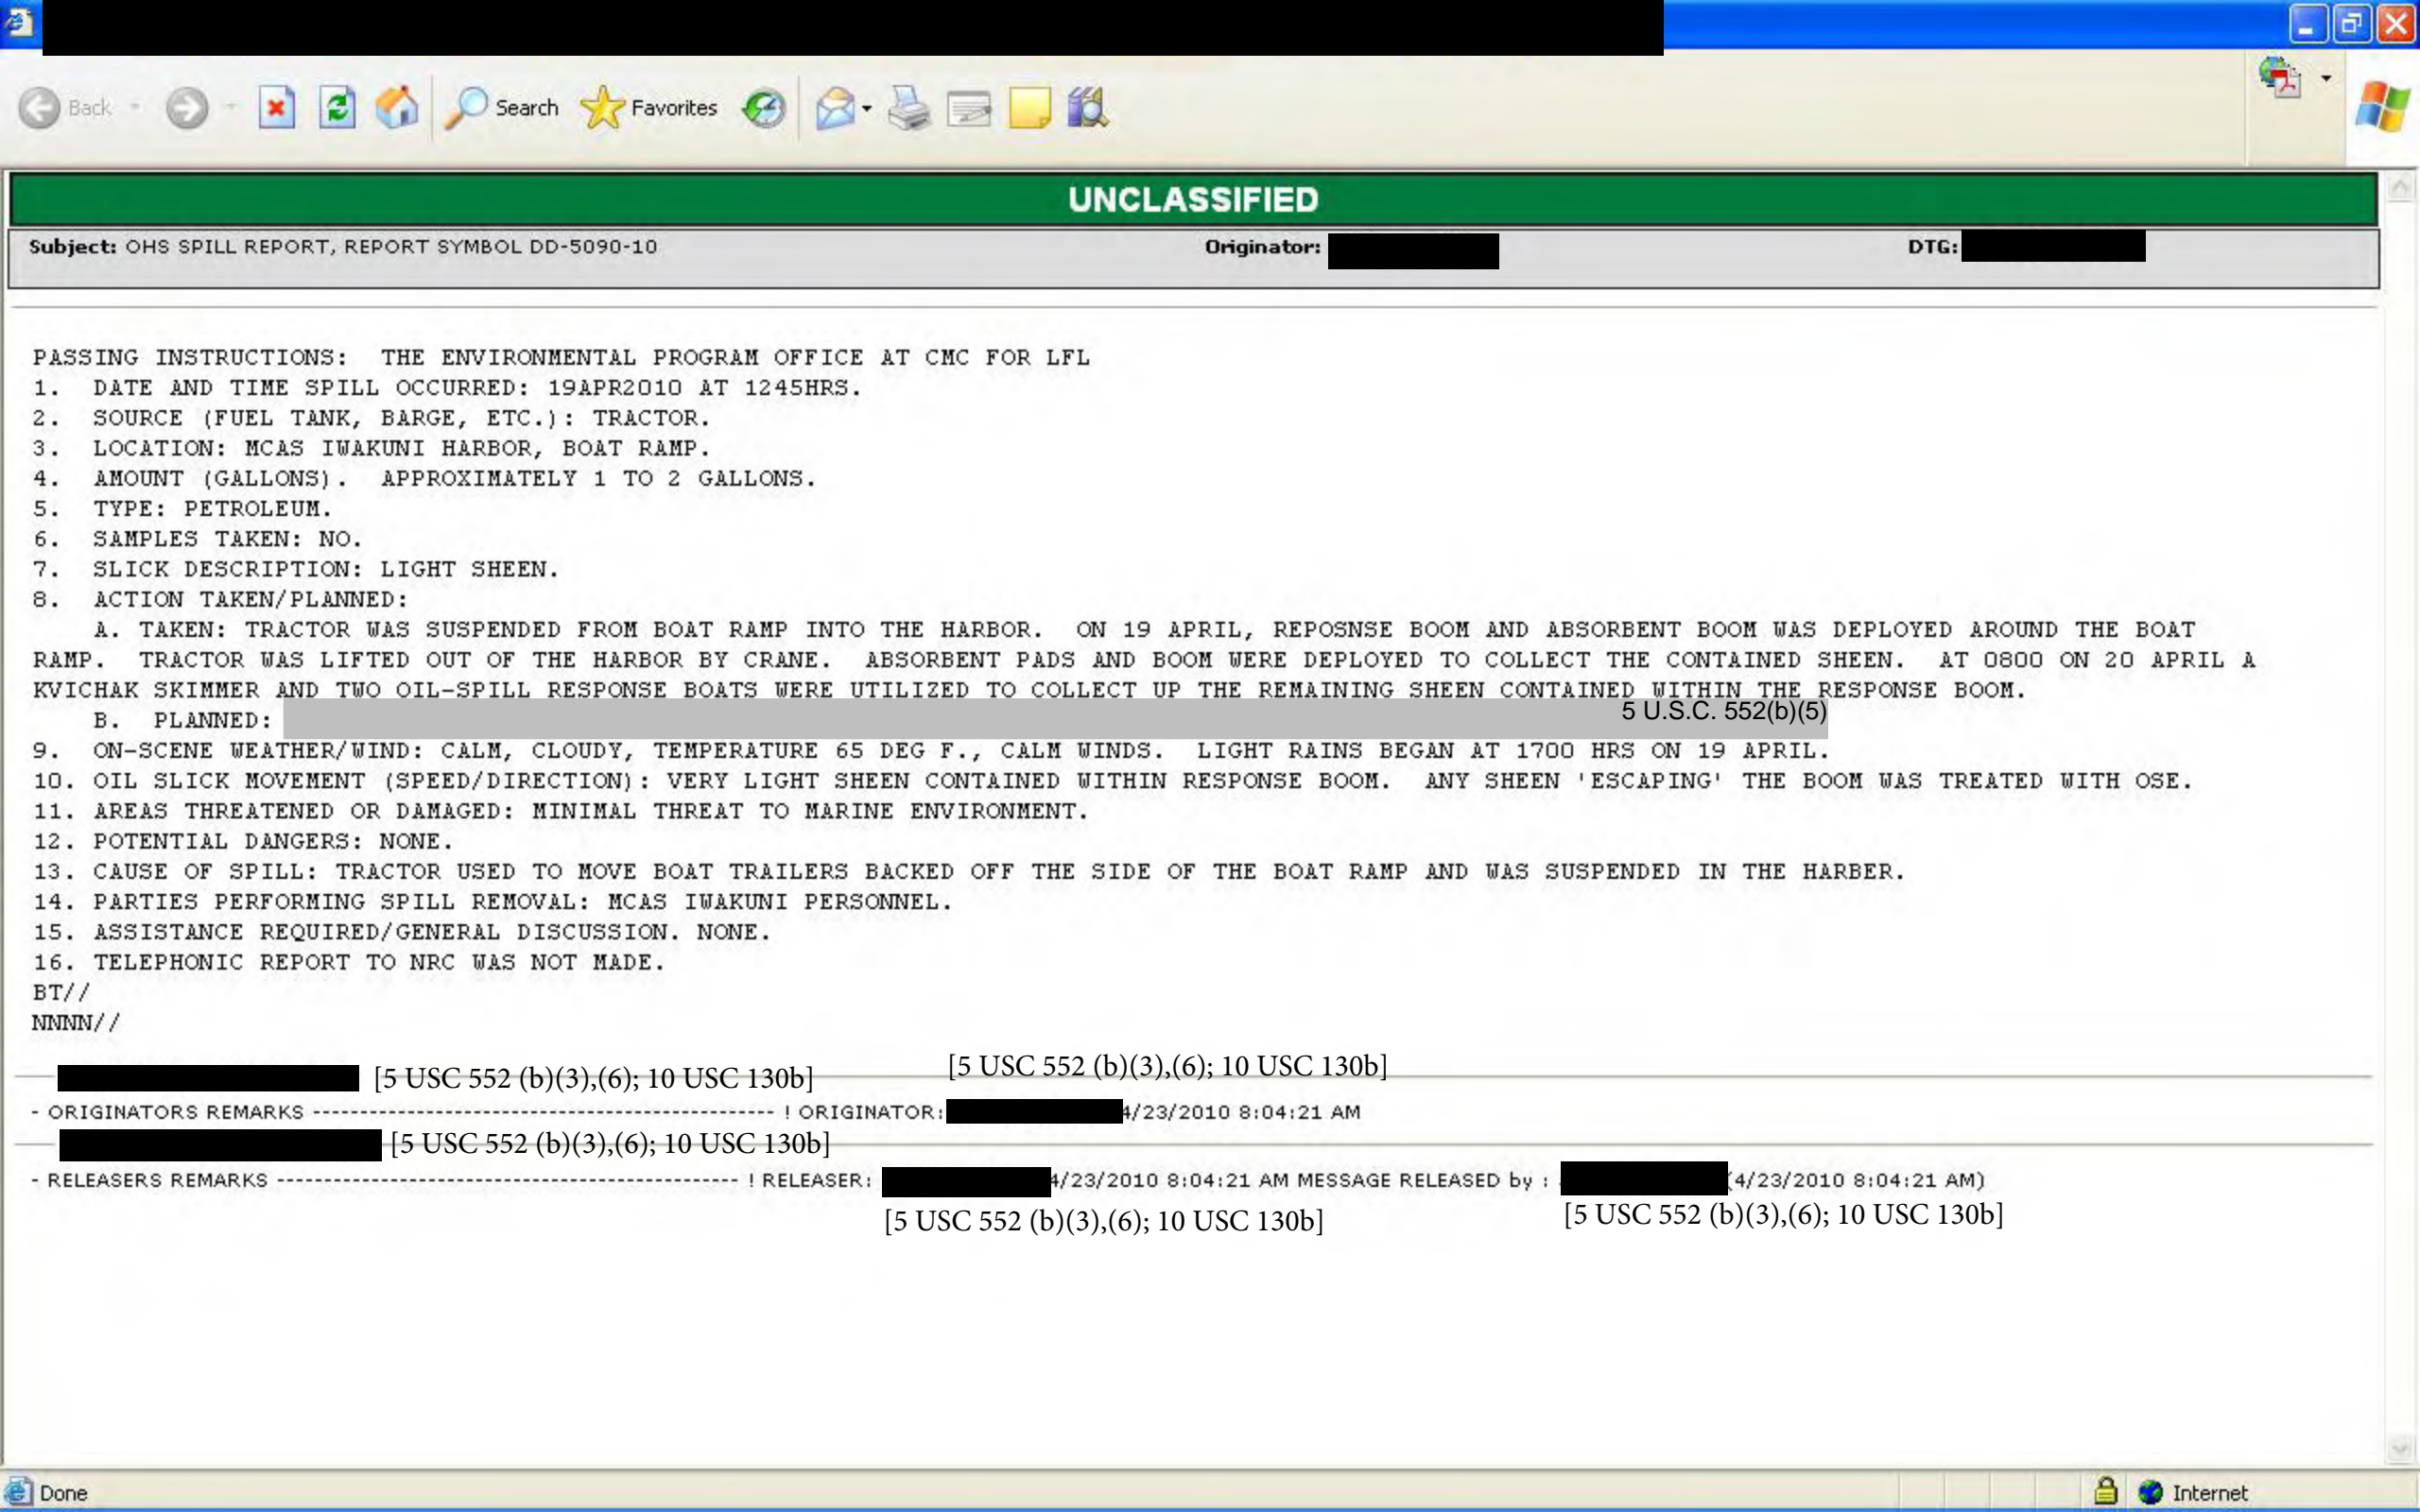 Back Search Favorites
UNCLASSIFIED
Subject: OHS SPILL REPORT, REPORT SYMBOL DD-5090-10 Originator: DTG:
PASSING INSTRUCTIONS: THE ENVIRONMENTAL PROGRAM OFFICE AT CMC FOR LFL
1. DATE AND TIME SPILL OCCURRED: 19APR2010 AT 1245HRS.
2. SOURCE (FUEL TANK, BARGE, ETC.): TRACTOR.
3. LOCATION: MCAS IWAKUNI HARBOR, BOAT RAMP.
4. AMOUNT (GALLONS). APPROXIMATELY 1 TO 2 GALLONS.
5. TYPE: PETROLEUM.
6. SAMPLES TAKEN: NO.
7. SLICK DESCRIPTION: LIGHT SHEEN.
8. ACTION TAKEN/PLANNED:
A. TAKEN: TRACTOR WAS SUSPENDED FROM BOAT RAMP INTO THE HARBOR. ON 19 APRIL, REPOSNSE BOOM AND ABSORBENT BOOM WAS DEPLOYED AROUND THE BOAT
RAMP. TRACTOR WAS LIFTED OUT OF THE HARBOR BY CRANE. ABSORBENT PADS AND BOOM WERE DEPLOYED TO COLLECT THE CONTAINED SHEEN. AT 0800 ON 20 APRIL A
KVICHAK SKIMMER AND TWO OIL-SPILL RESPONSE BOATS WERE UTILIZED TO COLLECT UP THE REMAINING SHEEN CONTAINED WITHIN THE RESPONSE BOOM.
B. PLANNED: 5 U.S.C. 552(b)(5)
9. ON-SCENE WEATHER/WIND: CALM, CLOUDY, TEMPERATURE 65 DEG F., CALM WINDS. LIGHT RAINS BEGAN AT 1700 HRS ON 19 APRIL.
10. OIL SLICK MOVEMENT (SPEED/DIRECTION): VERY LIGHT SHEEN CONTAINED WITHIN RESPONSE BOOM. ANY SHEEN 'ESCAPING' THE BOOM WAS TREATED WITH OSE.
11. AREAS THREATENED OR DAMAGED: MINIMAL THREAT TO MARINE ENVIRONMENT.
12. POTENTIAL DANGERS: NONE.
13. CAUSE OF SPILL: TRACTOR USED TO MOVE BOAT TRAILERS BACKED OFF THE SIDE OF THE BOAT RAMP AND WAS SUSPENDED IN THE HARBER.
14. PARTIES PERFORMING SPILL REMOVAL: MCAS IWAKUNI PERSONNEL.
15. ASSISTANCE REQUIRED/GENERAL DISCUSSION. NONE.
16. TELEPHONIC REPORT TO NRC WAS NOT MADE.
BT//
NNNN//
[5 USC 552 (b)(3),(6); 10 USC 130b] [5 USC 552 (b)(3),(6); 10 USC 130b]
- ORIGINATORS REMARKS ------------------------------------------------- ! ORIGINATOR: 4/23/2010 8:04:21 AM
[5 USC 552 (b)(3),(6); 10 USC 130b]
- RELEASERS REMARKS ------------------------------------------------- ! RELEASER: 4/23/2010 8:04:21 AM MESSAGE RELEASED by : (4/23/2010 8:04:21 AM)
[5 USC 552 (b)(3),(6); 10 USC 130b] [5 USC 552 (b)(3),(6); 10 USC 130b]
Done Internet